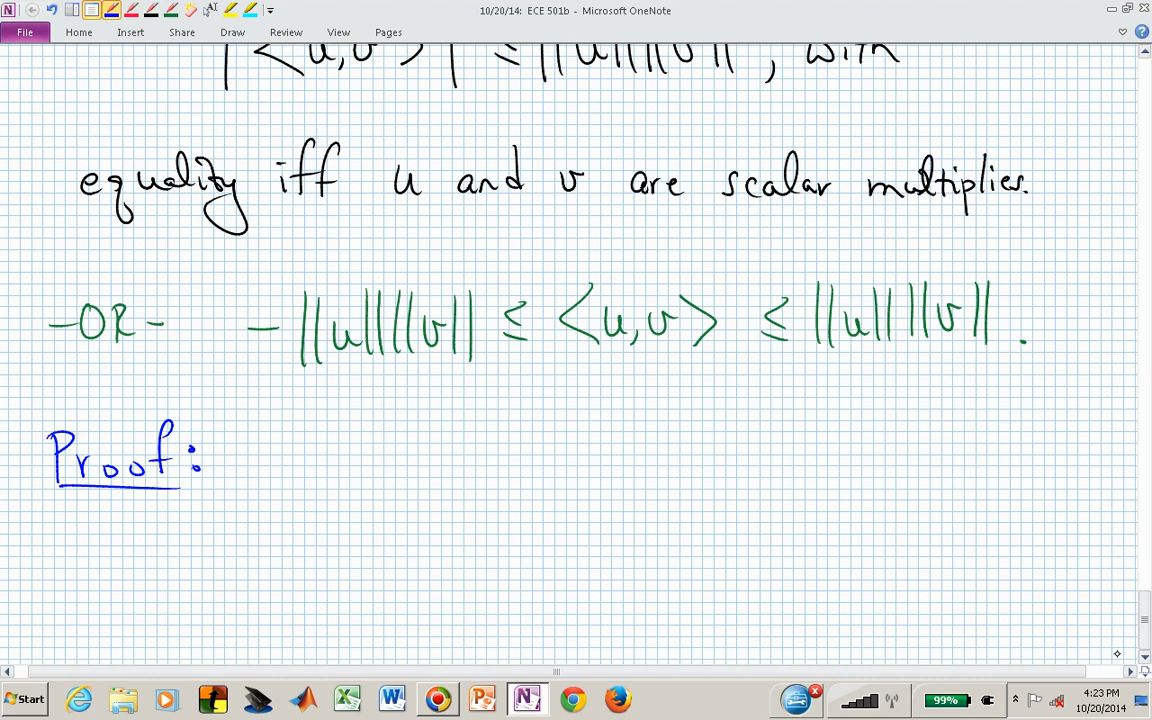 10/20/14: ECE 501b - Microsoft OneNote
File Home Insert Share Draw Review View Pages
|<u,v>| ≤ ||u||||v||, with
equality iff u and v are scalar multiplies.
-OR- -||u||||v|| ≤ <u,v> ≤ ||u||||v||.
Proof:
Start
99%
4:23 PM
10/20/2014